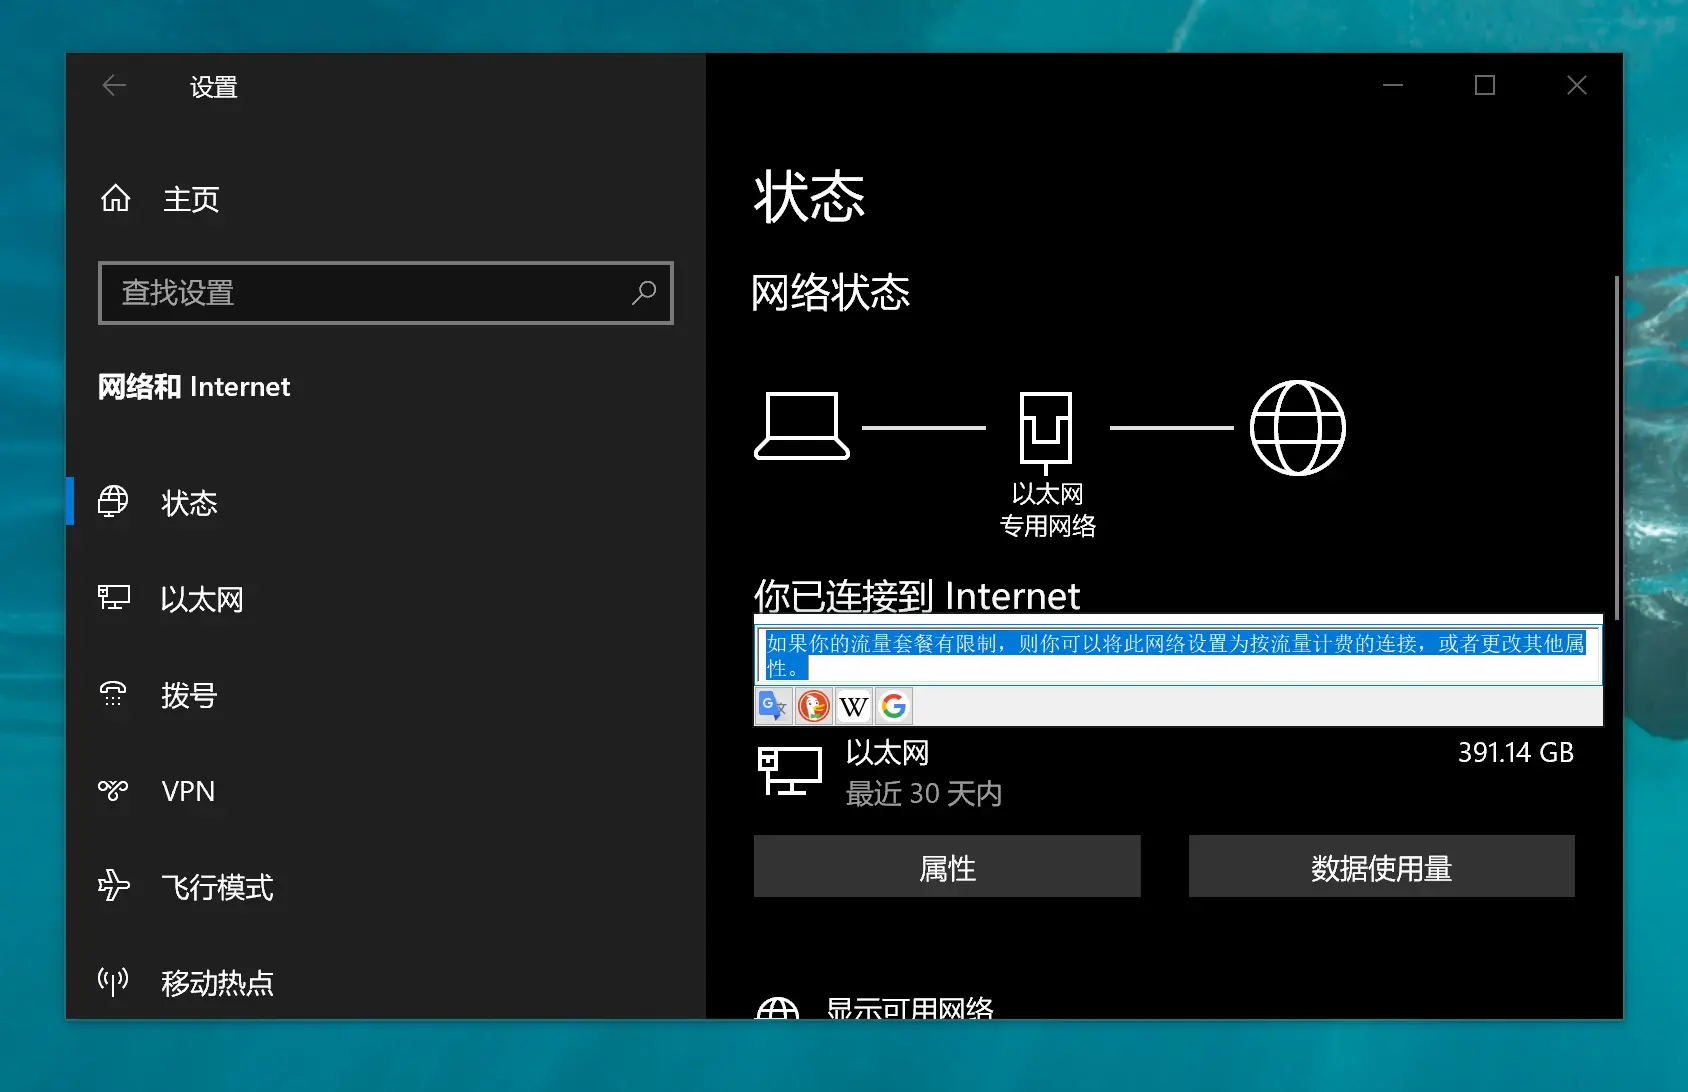 设置
主页
查找设置
网络和 Internet
状态
以太网
拨号
VPN
飞行模式
移动热点
状态
网络状态
以太网
专用网络
你已连接到 Internet
如果你的流量套餐有限制，则你可以将此网络设置为按流量计费的连接，或者更改其他属
性。
以太网
391.14 GB
最近 30 天内
属性
数据使用量
显示可用网络